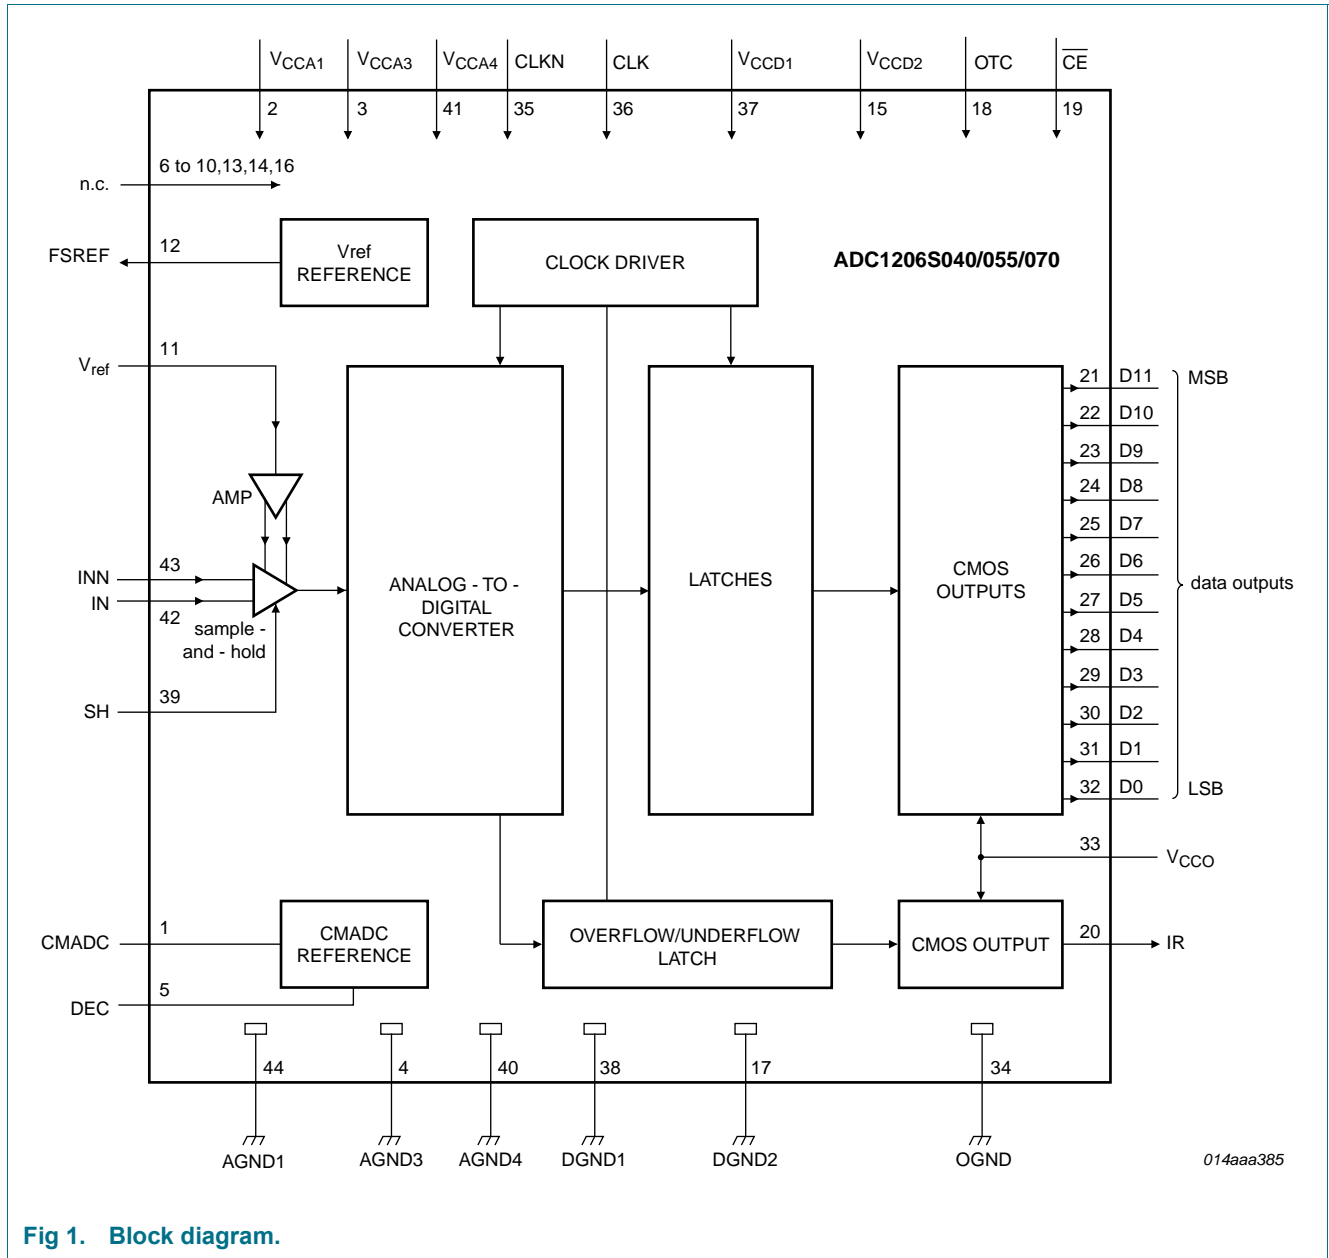 VCCA1 VCCA3 VCCA4 CLKN CLK VCCD1 VCCD2 OTC CE
2 3 41 35 36 37 15 18 19
6 to 10,13,14,16
n.c.
FSREF 12
Vref
REFERENCE
CLOCK DRIVER
ADC1206S040/055/070
Vref 11
AMP
INN 43
IN 42
sample -
and - hold
SH 39
ANALOG - TO -
DIGITAL
CONVERTER
LATCHES
CMOS
OUTPUTS
21 D11 MSB
22 D10
23 D9
24 D8
25 D7
26 D6
data outputs
27 D5
28 D4
29 D3
30 D2
31 D1
32 D0 LSB
33 VCCO
CMADC 1
CMADC
REFERENCE
DEC 5
OVERFLOW/UNDERFLOW
LATCH
CMOS OUTPUT
20 IR
44 4 40 38 17 34
AGND1 AGND3 AGND4 DGND1 DGND2 OGND
014aaa385
Fig 1. Block diagram.